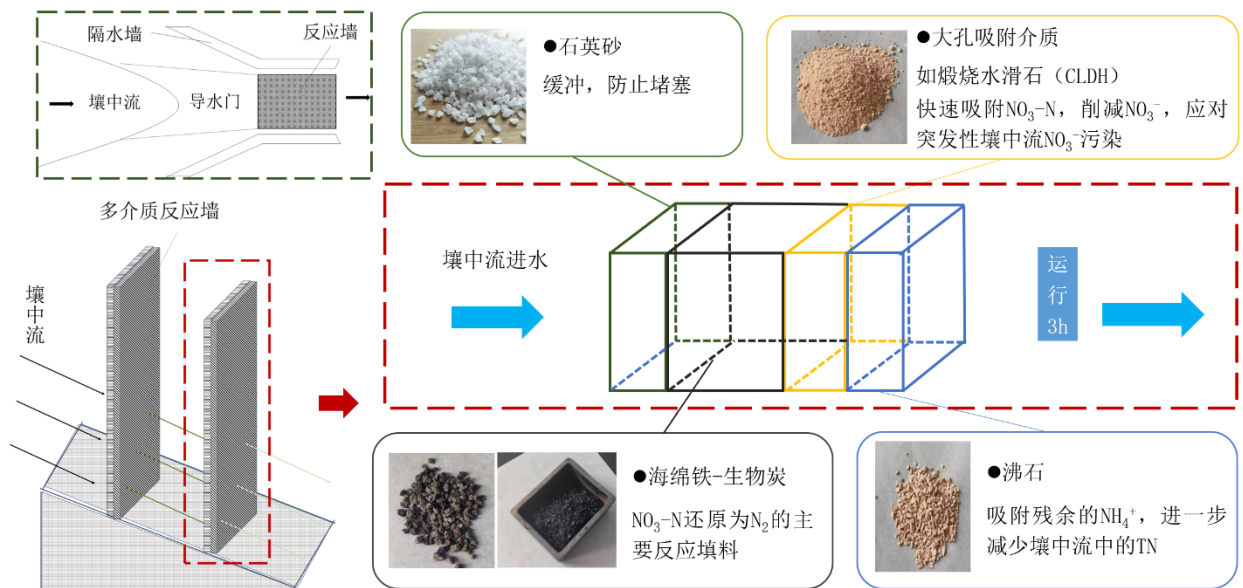 隔水墙
反应墙
壤中流
导水门
●石英砂
缓冲，防止堵塞
●大孔吸附介质
如煅烧水滑石（CLDH）
快速吸附NO₃-N，削减NO₃⁻，应对
突发性壤中流NO₃⁻污染
多介质反应墙
壤中流
壤中流进水
运行
3h
●海绵铁-生物炭
NO₃-N还原为N₂的主
要反应填料
●沸石
吸附残余的NH₄⁺，进一步
减少壤中流中的TN